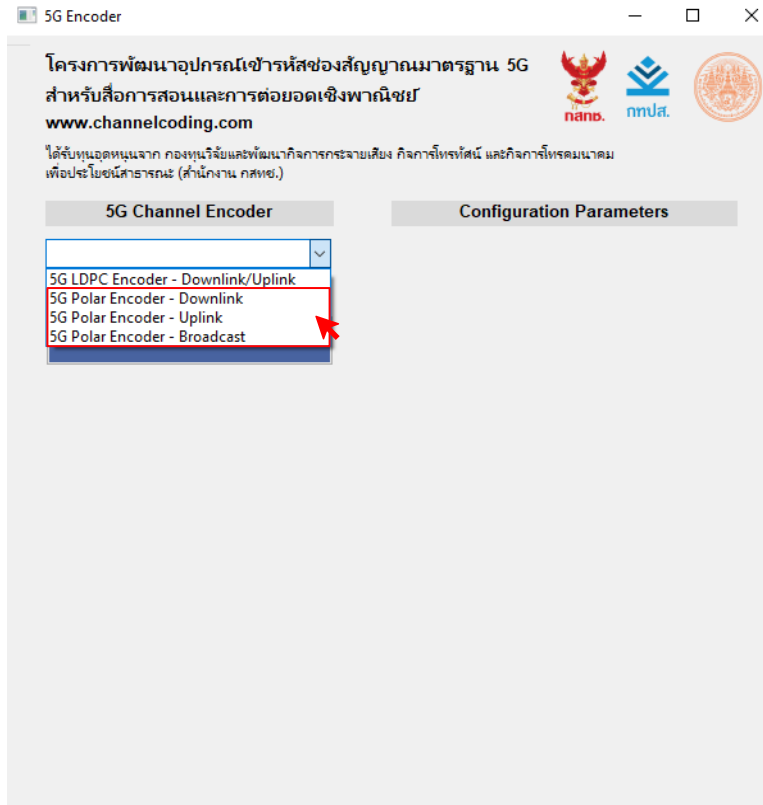 5G Encoder
โครงการพัฒนาอุปกรณ์เข้ารหัสช่องสัญญาณมาตรฐาน 5G
สำหรับสื่อการสอนและการต่อยอดเชิงพาณิชย์
www.channelcoding.com
ได้รับทุนอุดหนุนจาก กองทุนวิจัยและพัฒนากิจการกระจายเสียง กิจการโทรทัศน์ และกิจการโทรคมนาคม
เพื่อประโยชน์สาธารณะ (สำนักงาน กสทช.)
กสทช.
กทปส.
5G Channel Encoder
Configuration Parameters
5G LDPC Encoder - Downlink/Uplink
5G Polar Encoder - Downlink
5G Polar Encoder - Uplink
5G Polar Encoder - Broadcast